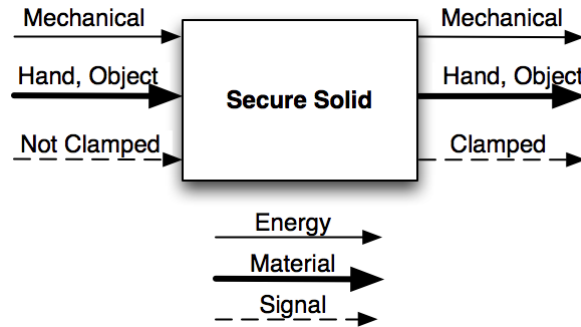 Mechanical
Mechanical
Hand, Object
Hand, Object
Secure Solid
Not Clamped
Clamped
Energy
Material
Signal